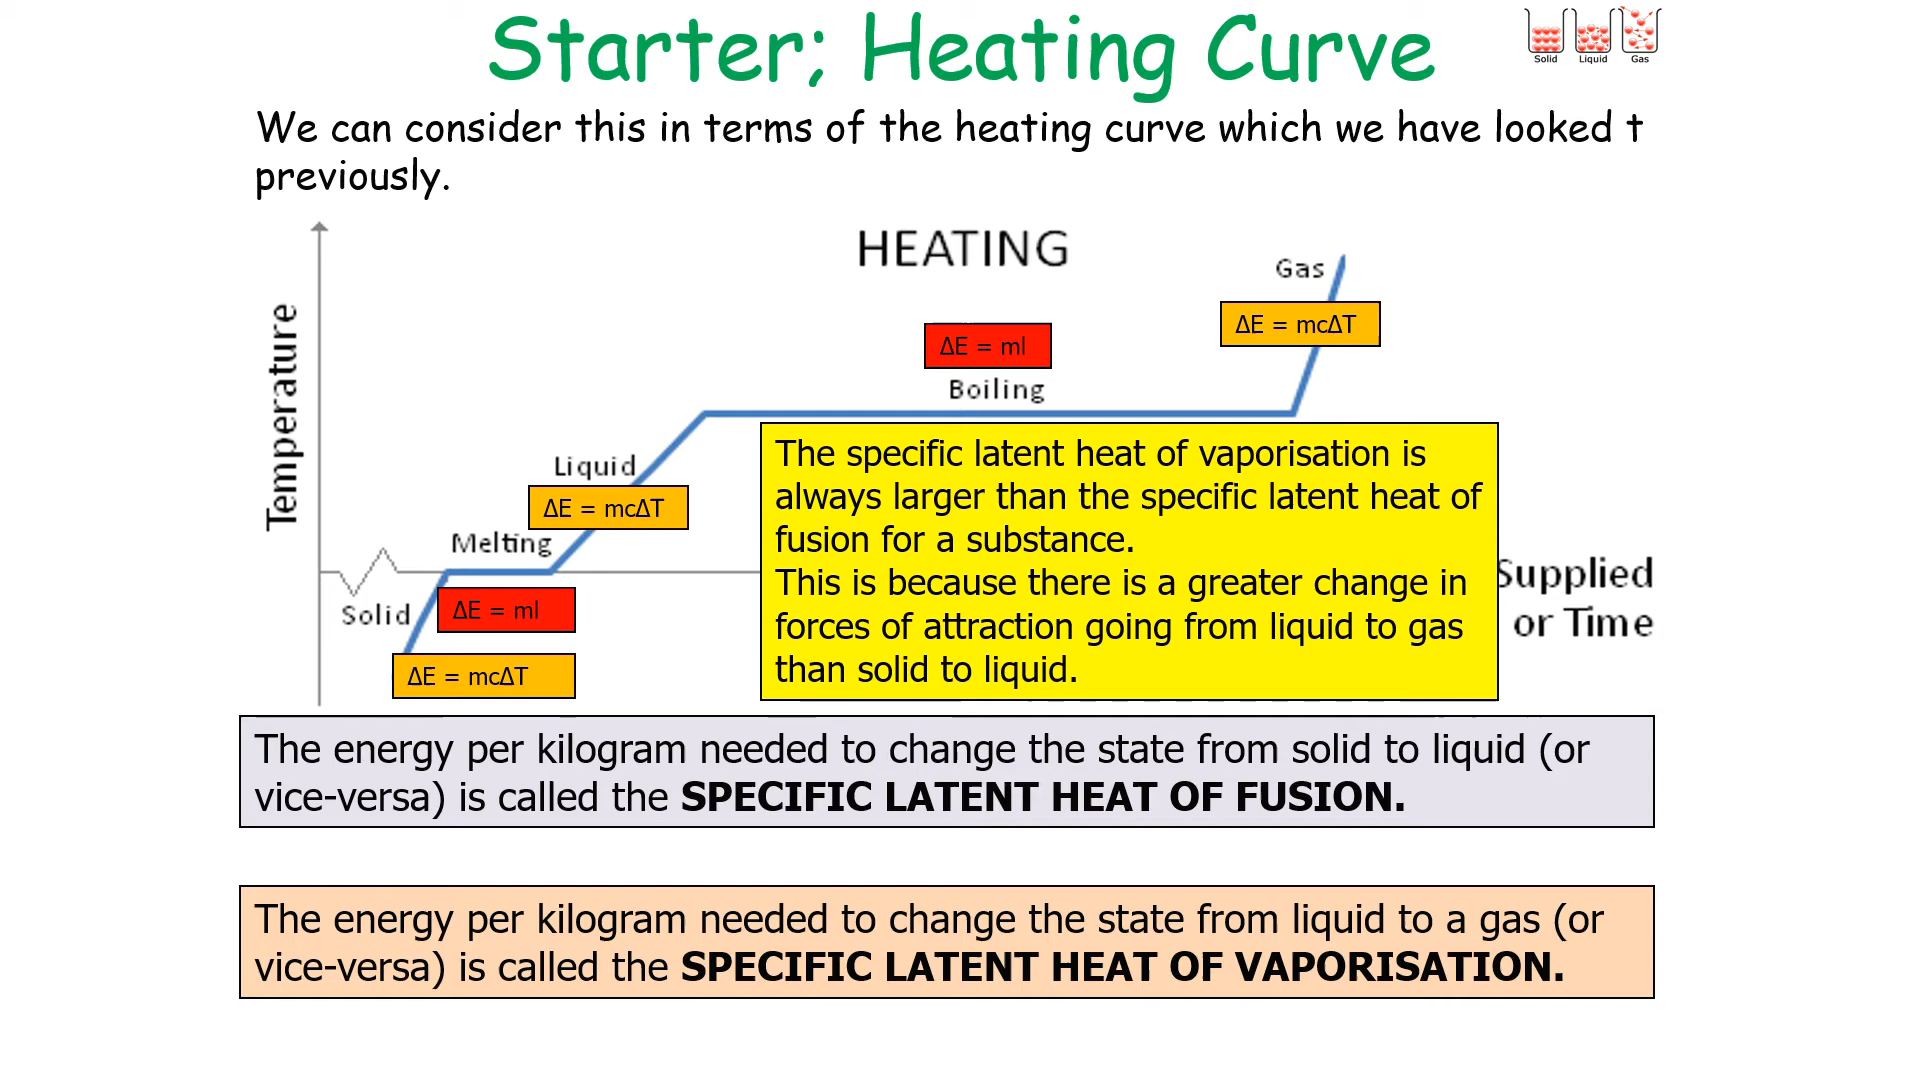 Starter; Heating Curve
Solid Liquid Gas
We can consider this in terms of the heating curve which we have looked t
previously.
HEATING
Temperature
Gas
ΔE = mcΔT
ΔE = ml
Boiling
Liquid
ΔE = mcΔT
Melting
Solid
ΔE = ml
ΔE = mcΔT
The specific latent heat of vaporisation is
always larger than the specific latent heat of
fusion for a substance.
This is because there is a greater change in
forces of attraction going from liquid to gas
than solid to liquid.
Supplied
or Time
The energy per kilogram needed to change the state from solid to liquid (or
vice-versa) is called the SPECIFIC LATENT HEAT OF FUSION.
The energy per kilogram needed to change the state from liquid to a gas (or
vice-versa) is called the SPECIFIC LATENT HEAT OF VAPORISATION.